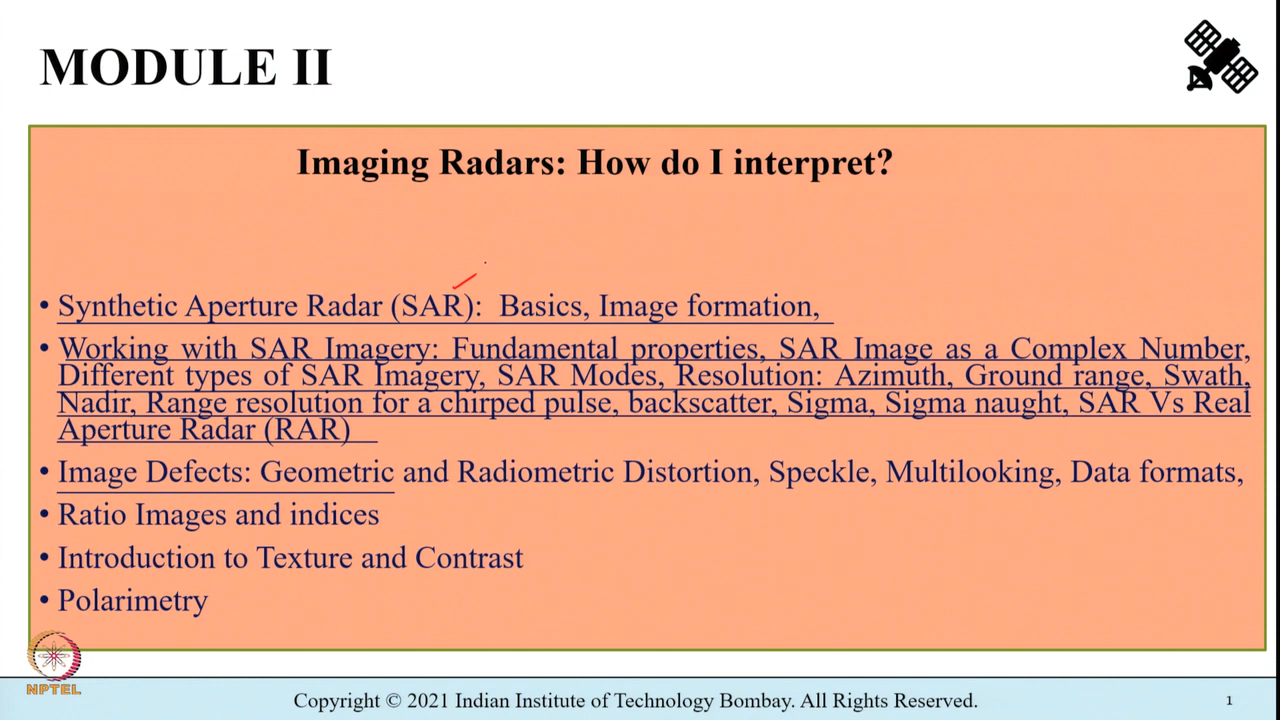 MODULE II
Imaging Radars: How do I interpret?
• Synthetic Aperture Radar (SAR): Basics, Image formation,
• Working with SAR Imagery: Fundamental properties, SAR Image as a Complex Number,
Different types of SAR Imagery, SAR Modes, Resolution: Azimuth, Ground range, Swath,
Nadir, Range resolution for a chirped pulse, backscatter, Sigma, Sigma naught, SAR Vs Real
Aperture Radar (RAR)
• Image Defects: Geometric and Radiometric Distortion, Speckle, Multilooking, Data formats,
• Ratio Images and indices
• Introduction to Texture and Contrast
• Polarimetry
NPTEL
Copyright © 2021 Indian Institute of Technology Bombay. All Rights Reserved.
1